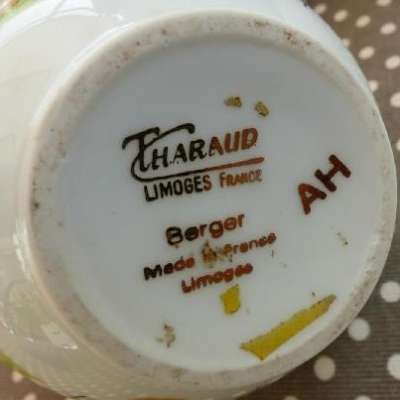 THARAUD
LIMOGES FRANCE
AH
Berger
Made in France
Limoges